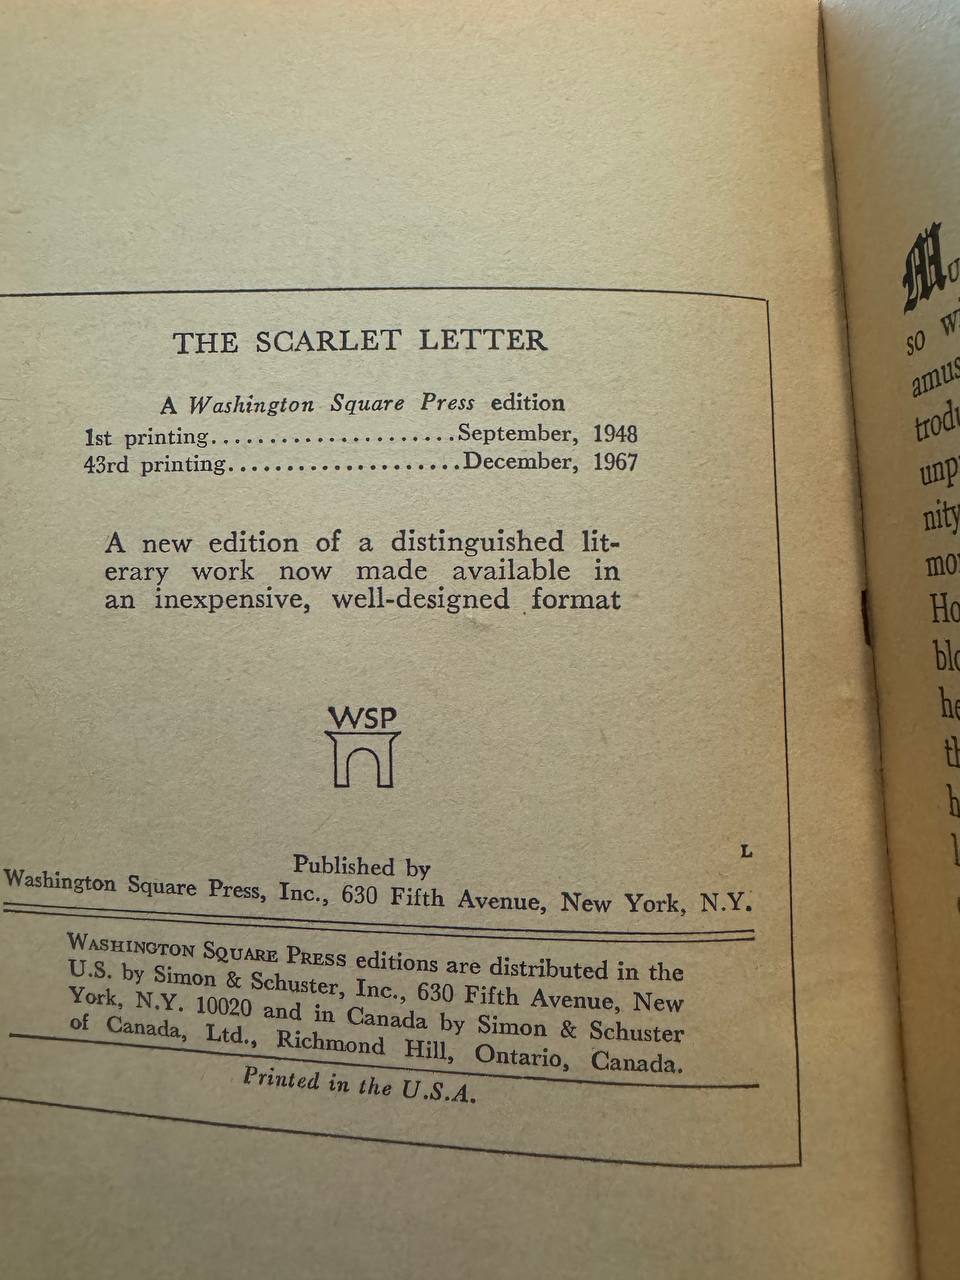 THE SCARLET LETTER
A Washington Square Press edition
1st printing.....................September, 1948
43rd printing....................December, 1967
A new edition of a distinguished lit-
erary work now made available in
an inexpensive, well-designed format
WSP
L
Published by
Washington Square Press, Inc., 630 Fifth Avenue, New York, N.Y.
WASHINGTON SQUARE PRESS editions are distributed in the
U.S. by Simon & Schuster, Inc., 630 Fifth Avenue, New
York, N.Y. 10020 and in Canada by Simon & Schuster
of Canada, Ltd., Richmond Hill, Ontario, Canada.
Printed in the U.S.A.
so